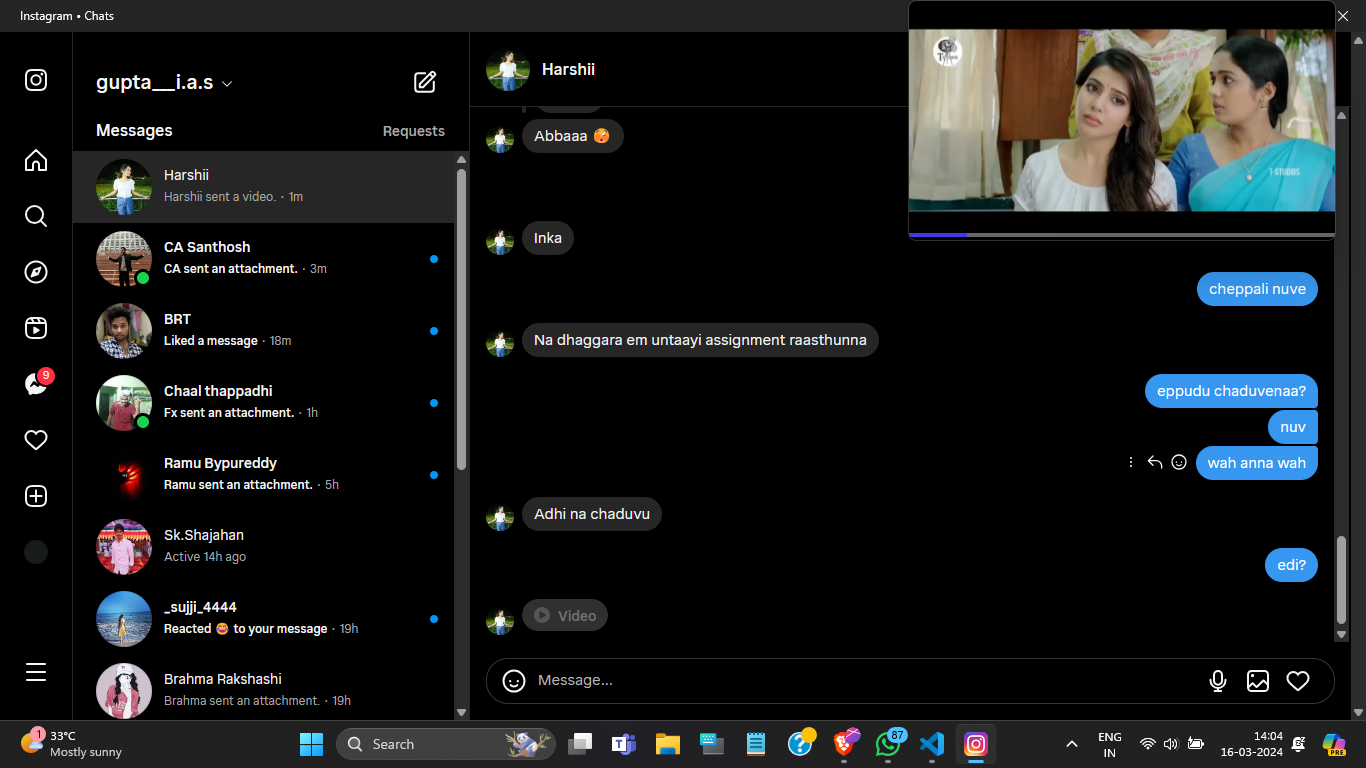 Instagram • Chats
gupta__i.a.s
Messages
Requests
Harshii
Harshii sent a video. · 1m
CA Santhosh
CA sent an attachment. · 3m
BRT
Liked a message · 18m
Chaal thappadhi
Fx sent an attachment. · 1h
Ramu Bypureddy
Ramu sent an attachment. · 5h
Sk.Shajahan
Active 14h ago
_sujji_4444
Reacted 😂 to your message · 19h
Brahma Rakshashi
Brahma sent an attachment. · 19h
9
Harshii
Abbaaa 🥵
Inka
cheppali nuve
Na dhaggara em untaayi assignment raasthunna
eppudu chaduvenaa?
nuv
wah anna wah
Adhi na chaduvu
edi?
Video
Message...
T-STUDIOS
1
33°C
Mostly sunny
Search
87
ENG
IN
14:04
16-03-2024
PRE